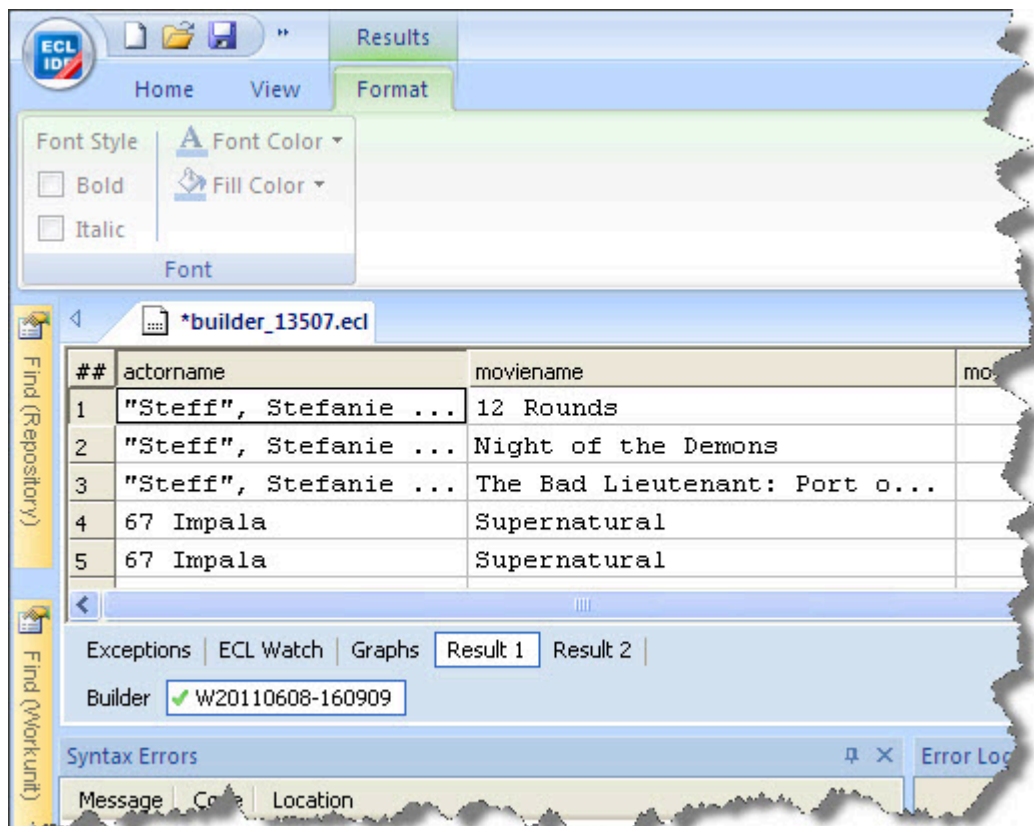 ECL
IDE
Results
Home View Format
Font Style
Font Color
Bold
Fill Color
Italic
Font
Find (Repository)
*builder_13507.ecl
## actorname moviename
1 "Steff", Stefanie ... 12 Rounds
2 "Steff", Stefanie ... Night of the Demons
3 "Steff", Stefanie ... The Bad Lieutenant: Port o...
4 67 Impala Supernatural
5 67 Impala Supernatural
Find (Workunit)
Exceptions ECL Watch Graphs Result 1 Result 2
Builder W20110608-160909
Syntax Errors Error Log
Message Code Location